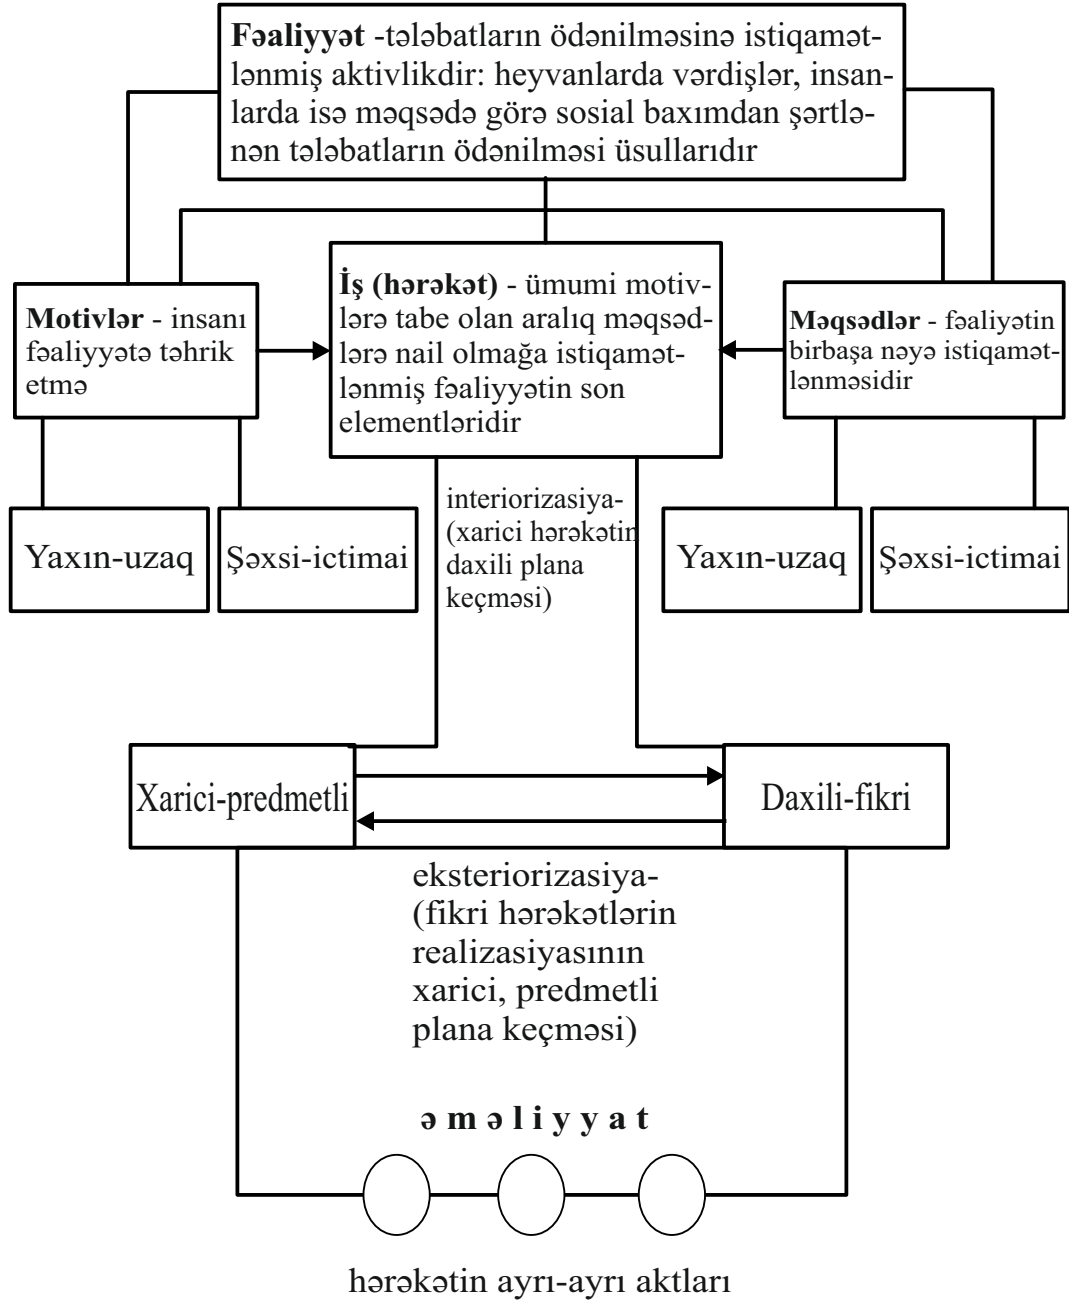 Fəaliyyət -tələbatların ödənilməsinə istiqamət-
lənmiş aktivlikdir: heyvanlarda vərdişlər, insan-
larda isə məqsədə görə sosial baxımdan şərtlə-
nən tələbatların ödənilməsi üsullarıdır
Motivlər - insanı
fəaliyyətə təhrik
etmə
İş (hərəkət) - ümumi motiv-
lərə tabe olan aralıq məqsəd-
lərə nail olmağa istiqamət-
lənmiş fəaliyyətin son
elementləridir
Məqsədlər - fəaliyətin
birbaşa nəyə istiqamət-
lənməsidir
Yaxın-uzaq
Şəxsi-ictimai
interiorizasiya-
(xarici hərəkətin
daxili plana
keçməsi)
Yaxın-uzaq
Şəxsi-ictimai
Xarici-predmetli
Daxili-fikri
eksteriorizasiya-
(fikri hərəkətlərin
realizasiyasının
xarici, predmetli
plana keçməsi)
ə m ə l i y y a t
hərəkətin ayrı-ayrı aktları